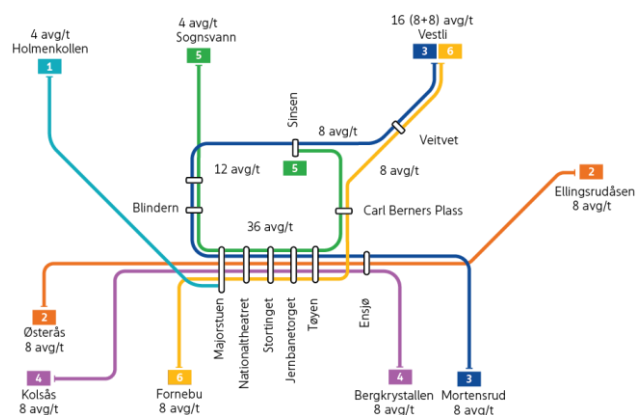 4 avg/t
Holmenkollen
1
4 avg/t
Sognsvann
5
16 (8+8) avg/t
Vestli
3
6
Sinsen
8 avg/t
5
Veitvet
12 avg/t
8 avg/t
2
Ellingsrudåsen
8 avg/t
Blindern
Carl Berners Plass
36 avg/t
Majorstuen
Nationaltheatret
Stortinget
Jernbanetorget
Tøyen
Ensjø
2
Østerås
8 avg/t
4
Kolsås
8 avg/t
6
Fornebu
8 avg/t
4
Bergkrystallen
8 avg/t
3
Mortensrud
8 avg/t